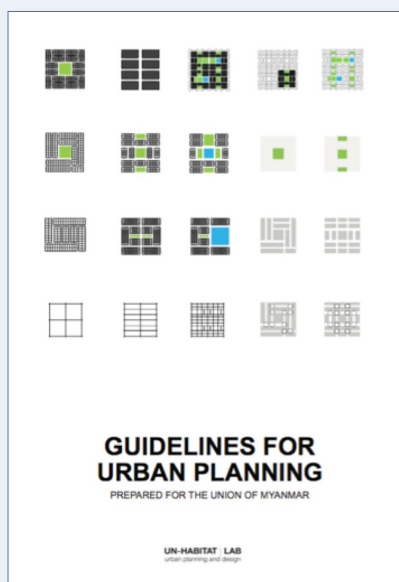 GUIDELINES FOR
URBAN PLANNING
PREPARED FOR THE UNION OF MYANMAR
UN-HABITAT | LAB
urban planning and design